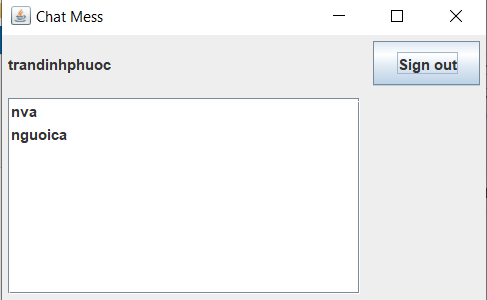 Chat Mess
trandinhphuoc
Sign out
nva
nguoica